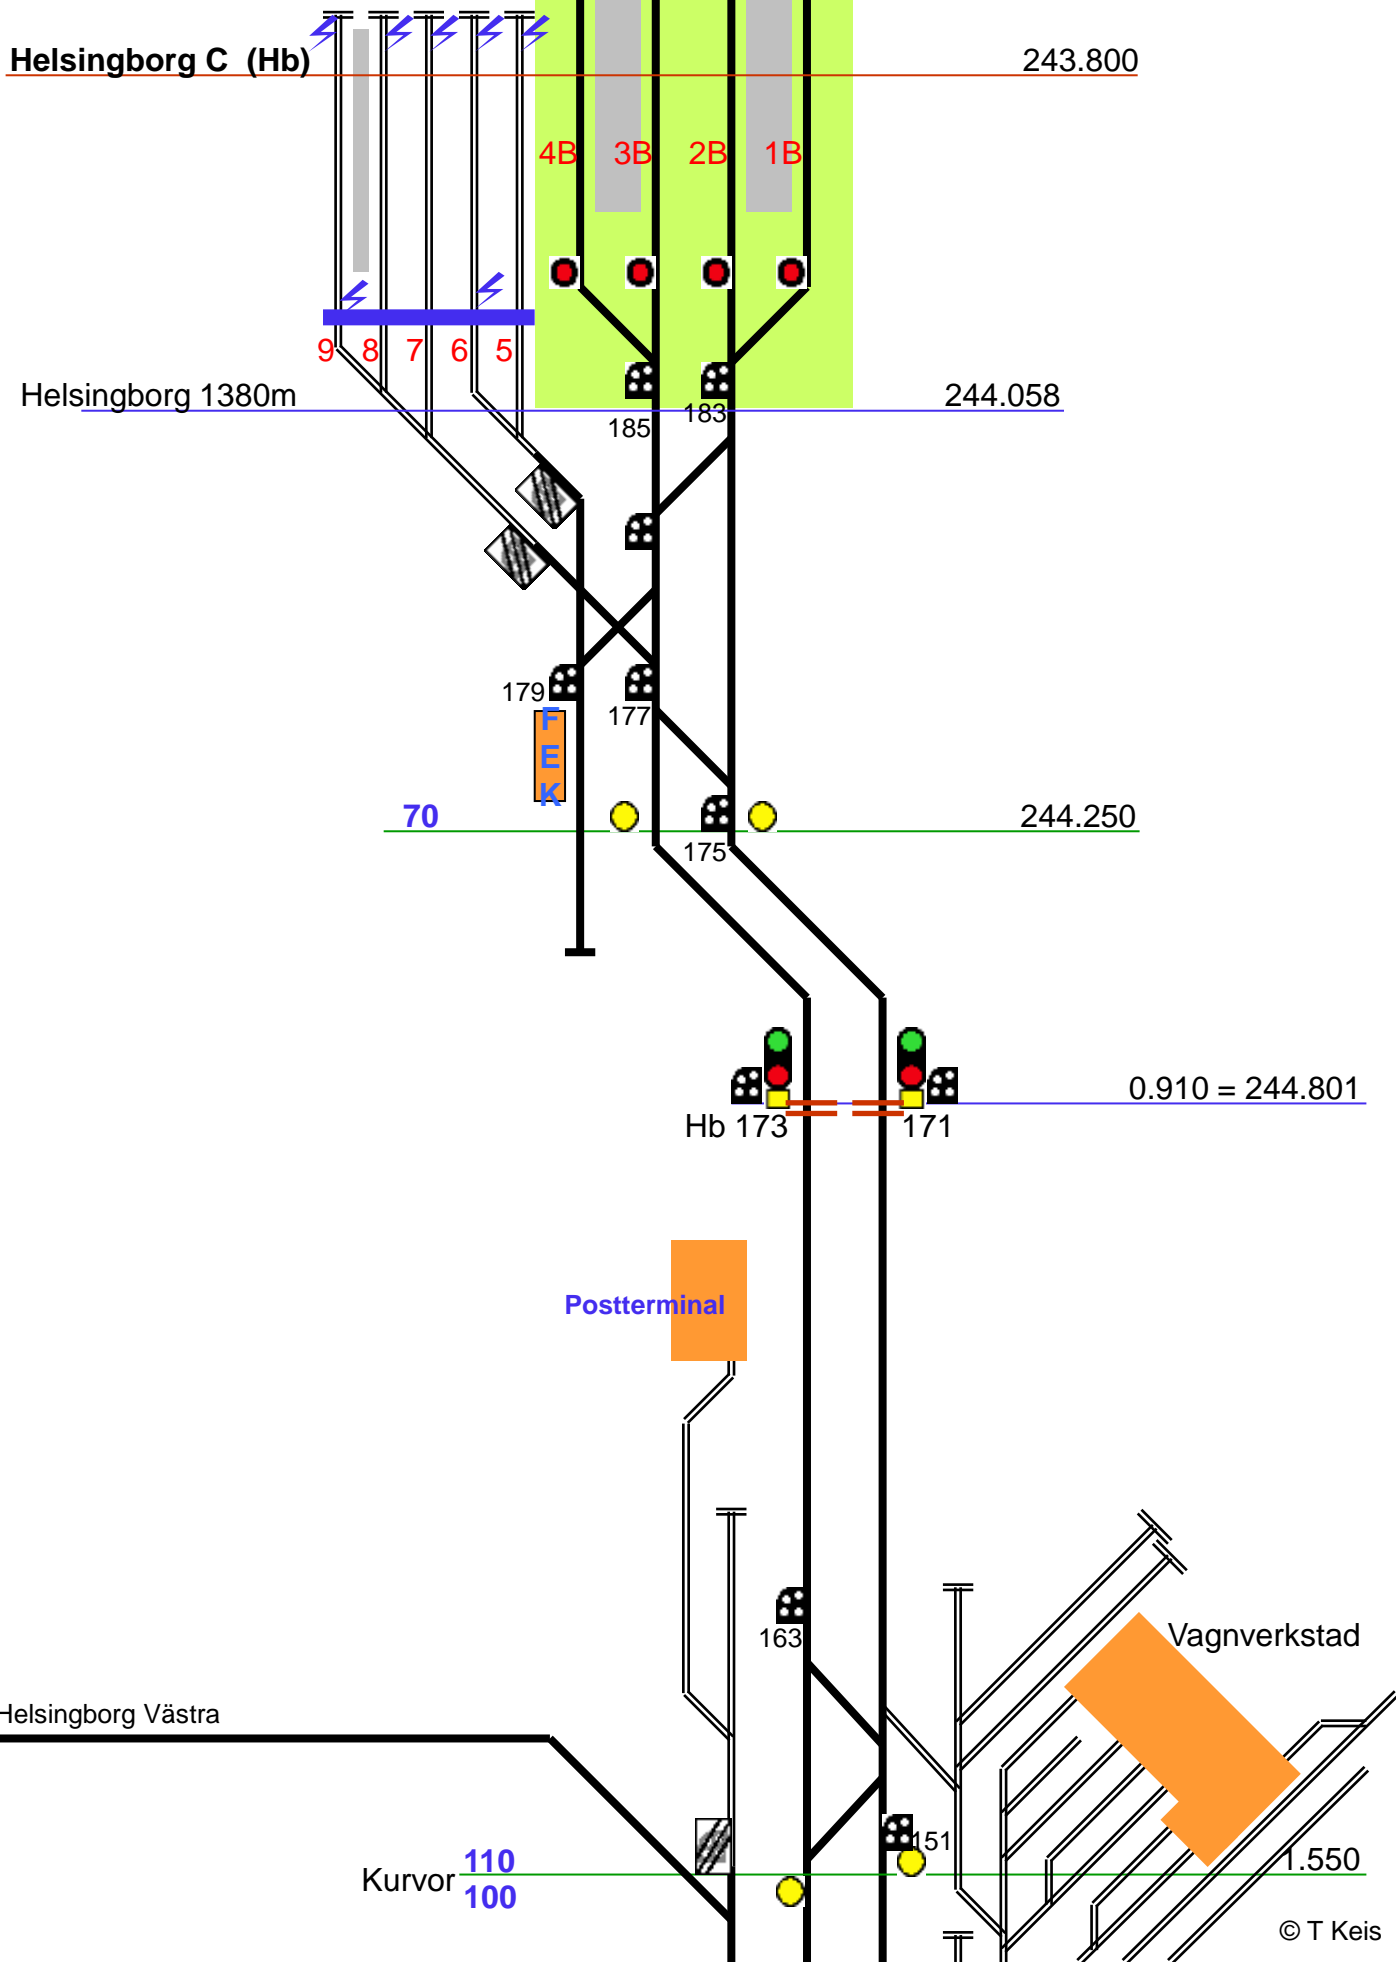 Helsingborg C (Hb) 243.800
4B 3B 2B 1B
9 8 7 6 5
Helsingborg 1380m 244.058
185 183
179 177
F
E
K
70 244.250
175
0.910 = 244.801
Hb 173 171
Postterminal
163
Vagnverkstad
Helsingborg Västra
151
Kurvor 110 1.550
100
© T Keis